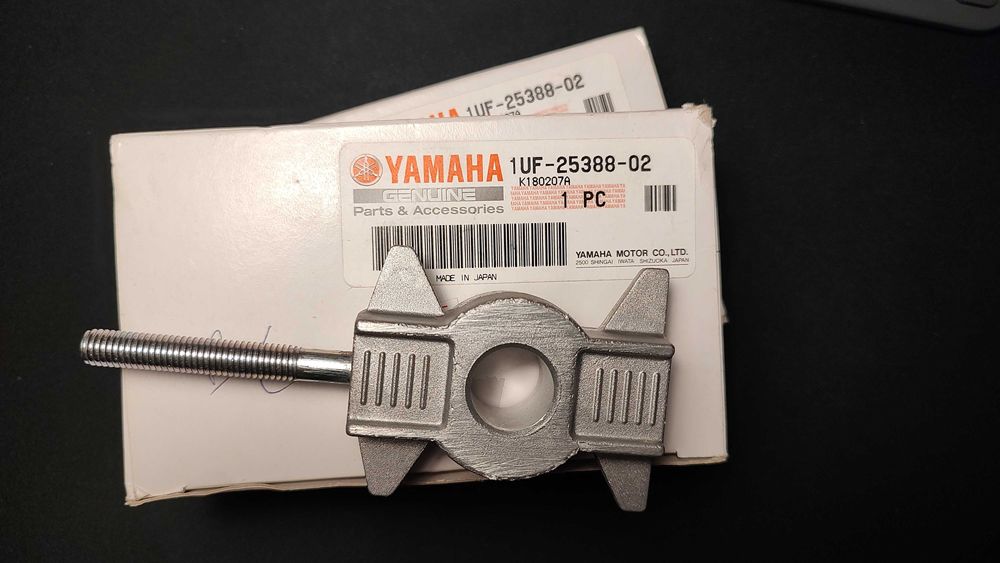 YAMAHA 1UF-25388-02
YAMAHA 1UF-25388-02
K180207A
GENUINE
Parts & Accessories
1 PC
YAMAHA MOTOR CO.,LTD.
2500 SHINGAI IWATA SHIZUOKA JAPAN
MADE IN JAPAN